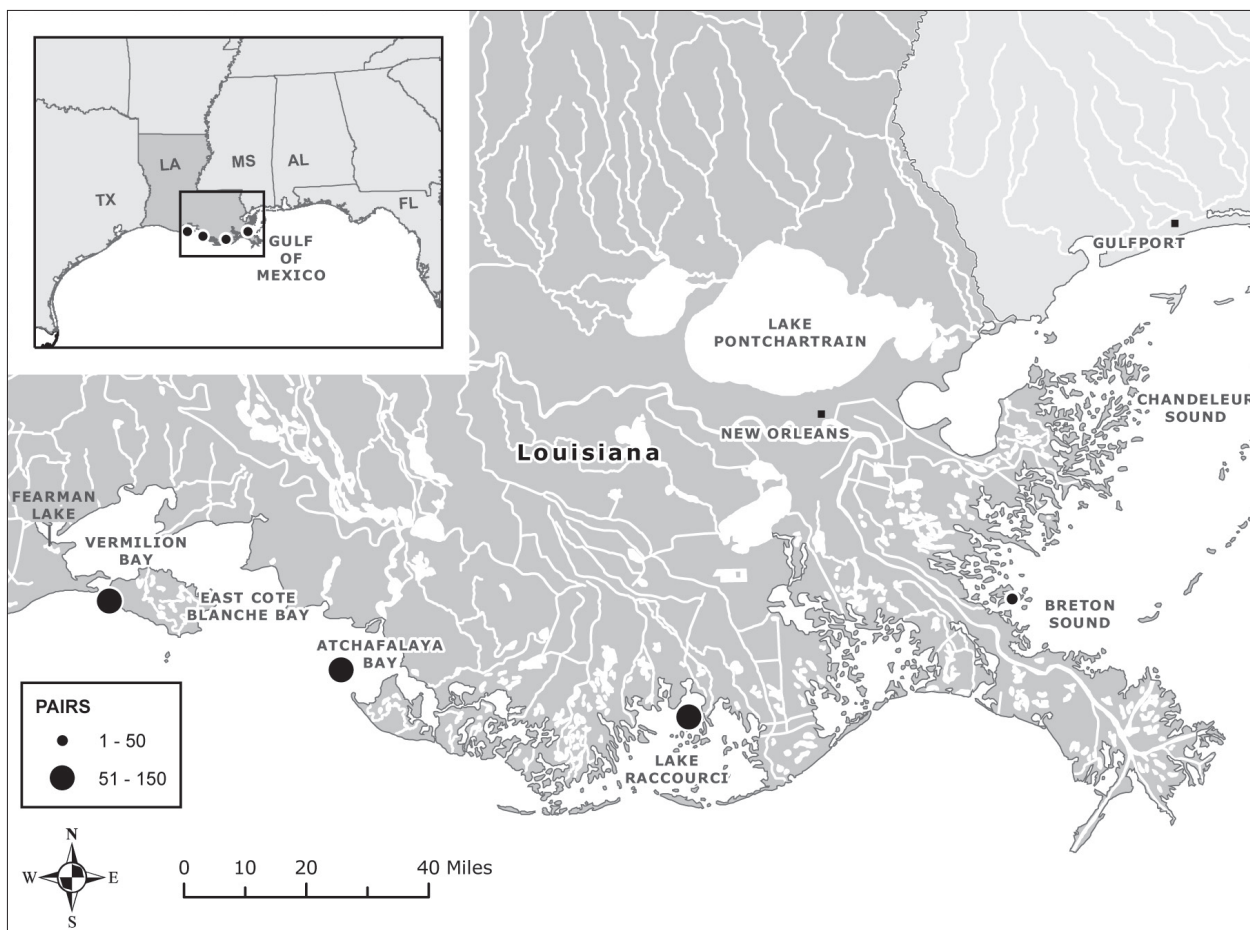 LA
MS
AL
TX
FL
GULF
OF
MEXICO
GULFPORT
LAKE
PONTCHARTRAIN
CHANDELEUR
SOUND
NEW ORLEANS
Louisiana
FEARMAN
LAKE
VERMILION
BAY
EAST COTE
BLANCHE BAY
BRETON
SOUND
ATCHAFALAYA
BAY
LAKE
RACCOURCI
PAIRS
1 - 50
51 - 150
N
W E
S
0 10 20 40 Miles